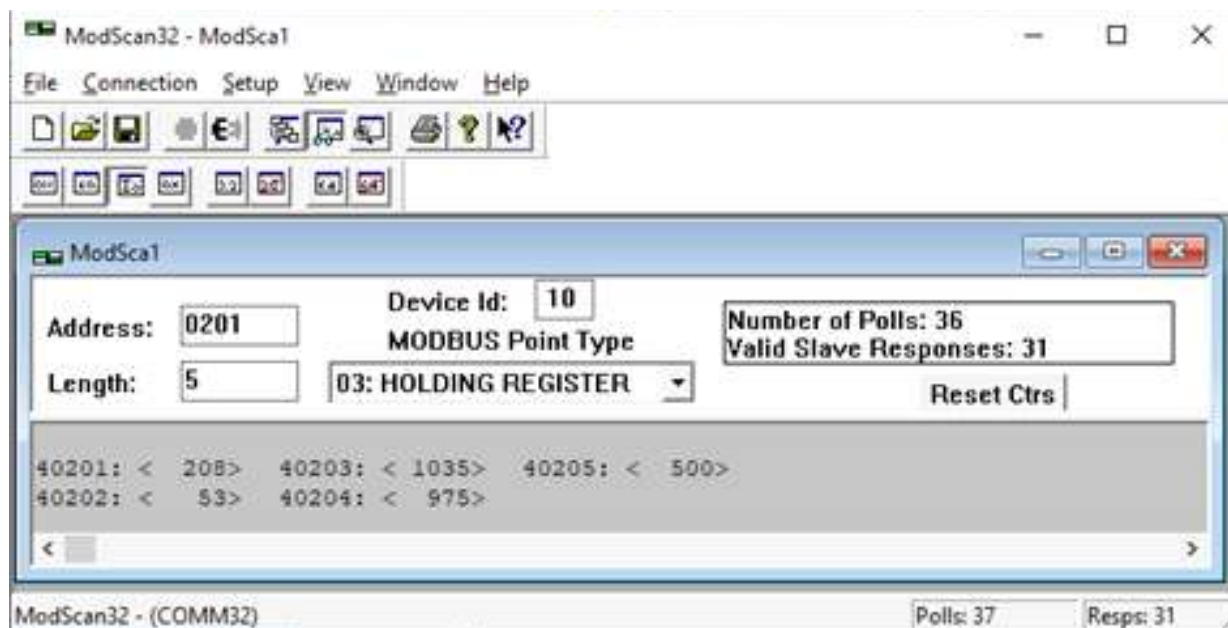 ModScan32 - ModSca1
File Connection Setup View Window Help
ModSca1
Address: 0201
Device Id: 10
MODBUS Point Type
Length: 5
03: HOLDING REGISTER
Number of Polls: 36
Valid Slave Responses: 31
Reset Ctrs
40201: < 208> 40203: < 1035> 40205: < 500>
40202: < 53> 40204: < 975>
ModScan32 - (COMM32) Polls: 37 Resps: 31